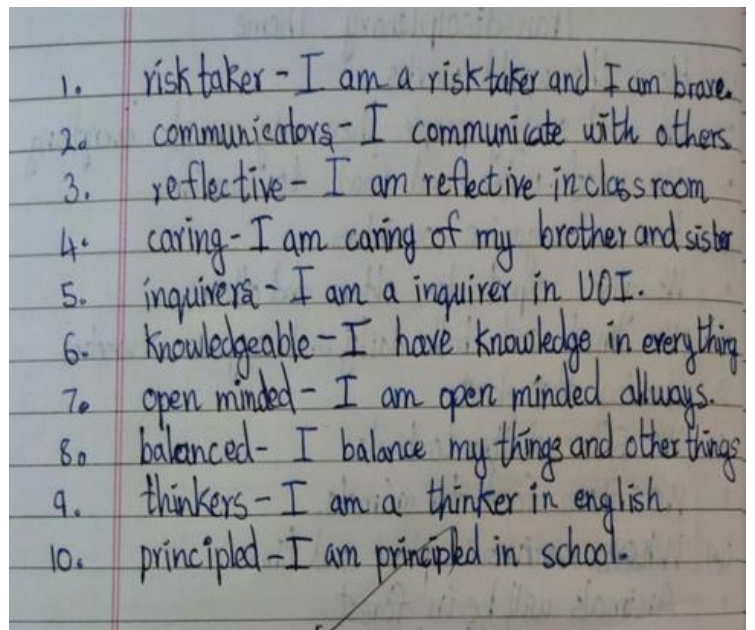 1. risk taker - I am a risk taker and I am brave.
2. communicators - I communicate with others
3. reflective - I am reflective in class room
4. caring - I am caring of my brother and sister
5. inquirers - I am a inquirer in UOI.
6. Knowledgeable - I have knowledge in everything
7. open minded - I am open minded allways.
8. balanced - I balance my things and other things
9. thinkers - I am a thinker in english
10. principled - I am principled in school.